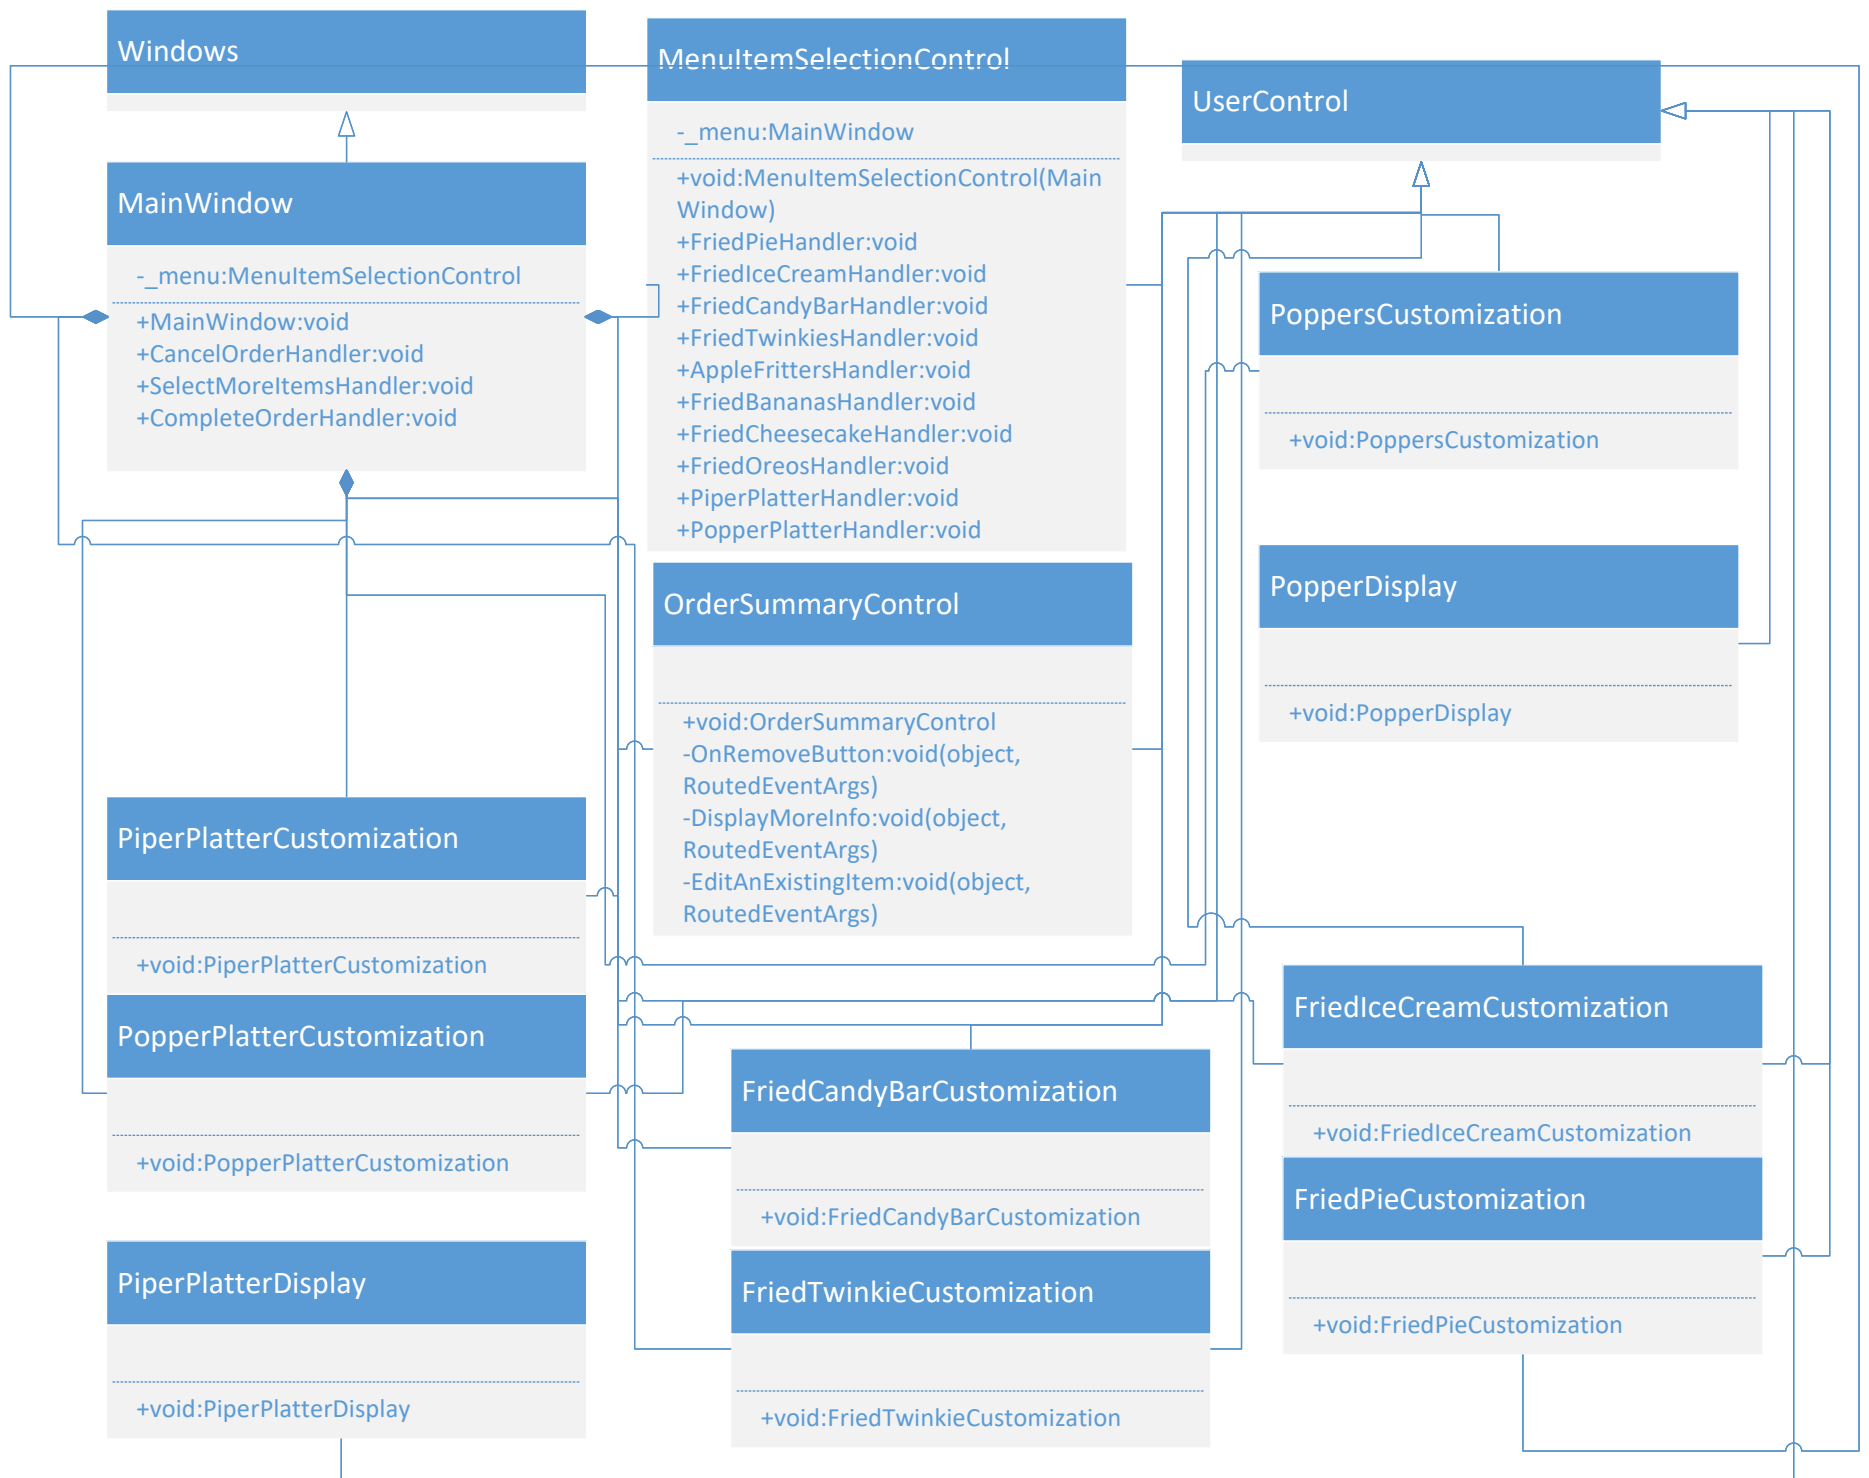 Windows
MainWindow
-_menu:MenuItemSelectionControl
+MainWindow:void
+CancelOrderHandler:void
+SelectMoreItemsHandler:void
+CompleteOrderHandler:void
MenuItemSelectionControl
-_menu:MainWindow
+void:MenuItemSelectionControl(Main
Window)
+FriedPieHandler:void
+FriedIceCreamHandler:void
+FriedCandyBarHandler:void
+FriedTwinkiesHandler:void
+AppleFrittersHandler:void
+FriedBananasHandler:void
+FriedCheesecakeHandler:void
+FriedOreosHandler:void
+PiperPlatterHandler:void
+PopperPlatterHandler:void
UserControl
PoppersCustomization
+void:PoppersCustomization
PopperDisplay
+void:PopperDisplay
OrderSummaryControl
+void:OrderSummaryControl
-OnRemoveButton:void(object,
RoutedEventArgs)
-DisplayMoreInfo:void(object,
RoutedEventArgs)
-EditAnExistingItem:void(object,
RoutedEventArgs)
PiperPlatterCustomization
+void:PiperPlatterCustomization
PopperPlatterCustomization
+void:PopperPlatterCustomization
FriedCandyBarCustomization
+void:FriedCandyBarCustomization
FriedIceCreamCustomization
+void:FriedIceCreamCustomization
FriedPieCustomization
+void:FriedPieCustomization
PiperPlatterDisplay
+void:PiperPlatterDisplay
FriedTwinkieCustomization
+void:FriedTwinkieCustomization